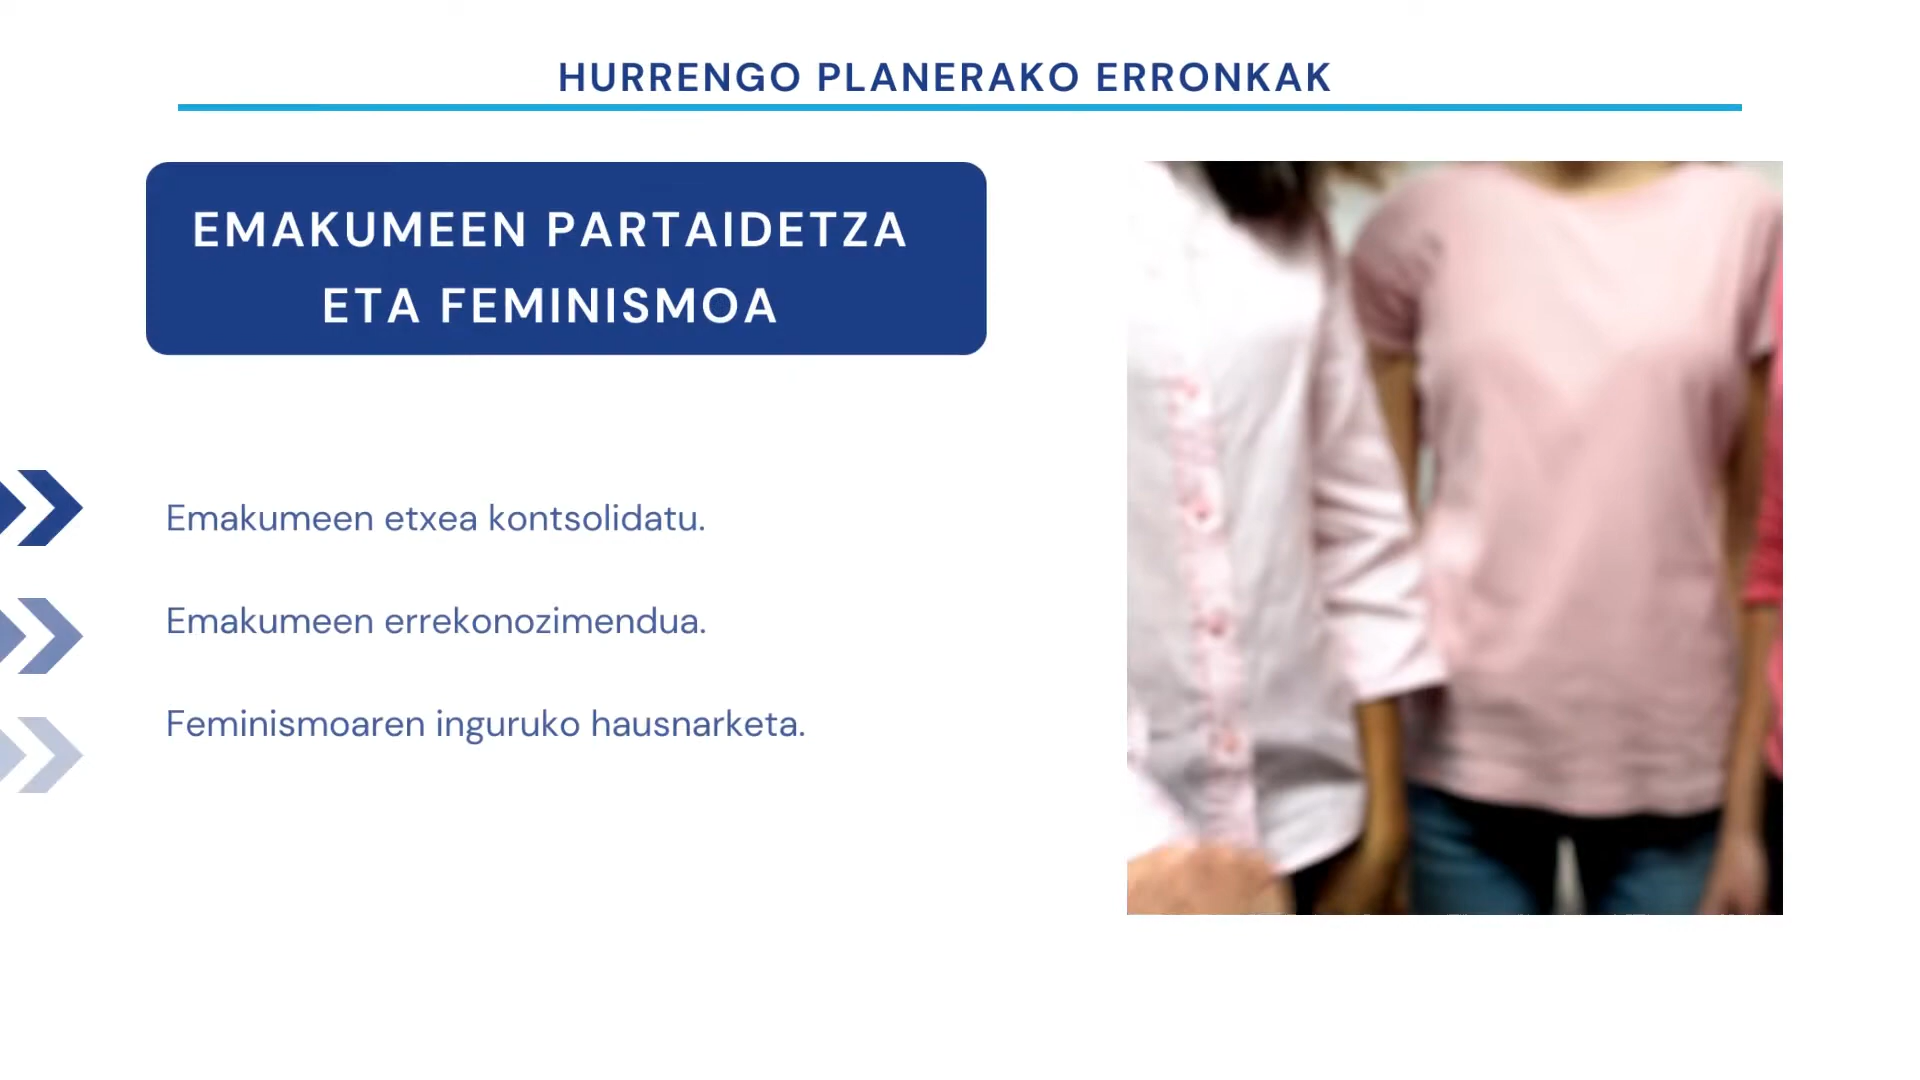 HURRENGO PLANERAKO ERRONKAK
EMAKUMEEN PARTAIDETZA
ETA FEMINISMOA
Emakumeen etxea kontsolidatu.
Emakumeen errekonozimendua.
Feminismoaren inguruko hausnarketa.